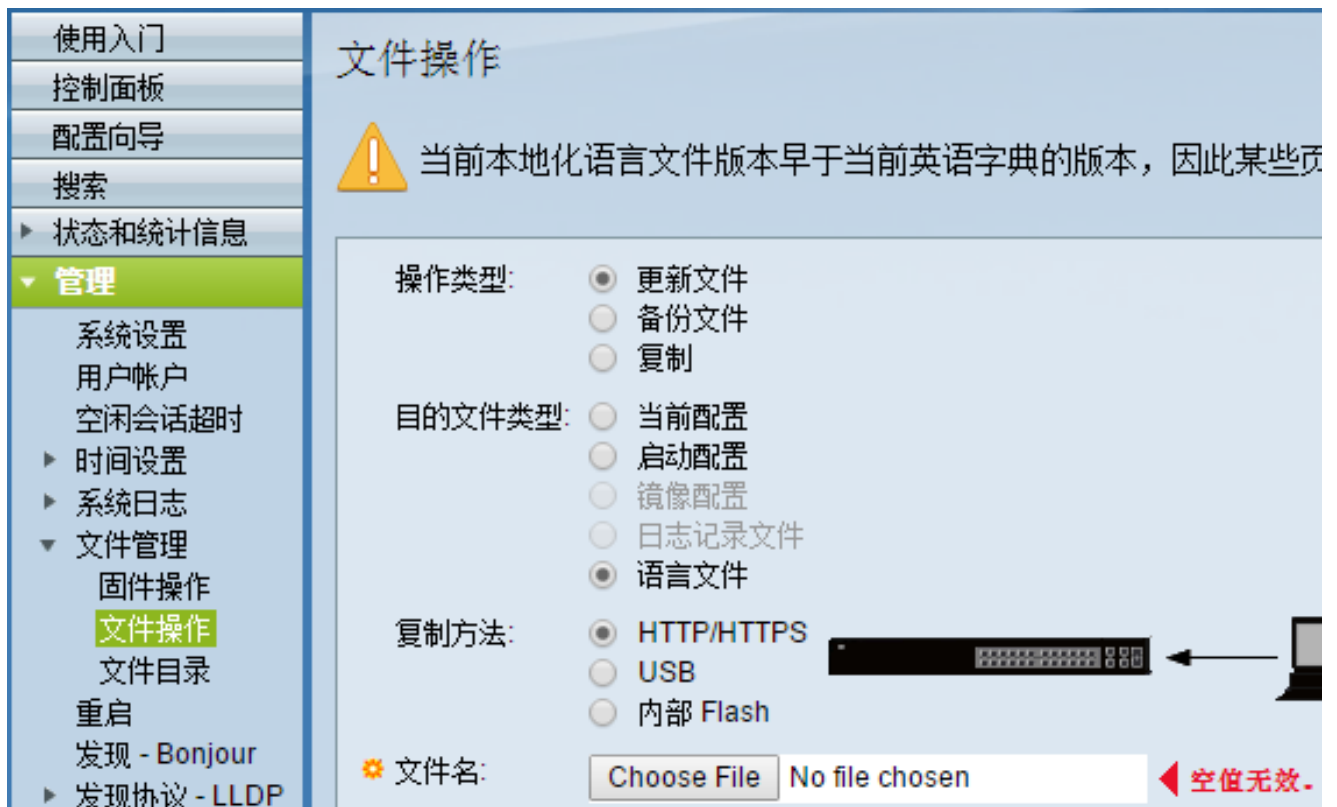 使用入门
控制面板
配置向导
搜索
状态和统计信息
管理
系统设置
用户帐户
空闲会话超时
时间设置
系统日志
文件管理
固件操作
文件操作
文件目录
重启
发现 - Bonjour
发现协议 - LLDP
文件操作
当前本地化语言文件版本早于当前英语字典的版本，因此某些页
操作类型:
更新文件
备份文件
复制
目的文件类型:
当前配置
启动配置
镜像配置
日志记录文件
语言文件
复制方法:
HTTP/HTTPS
USB
内部 Flash
文件名:
Choose File No file chosen
空值无效.